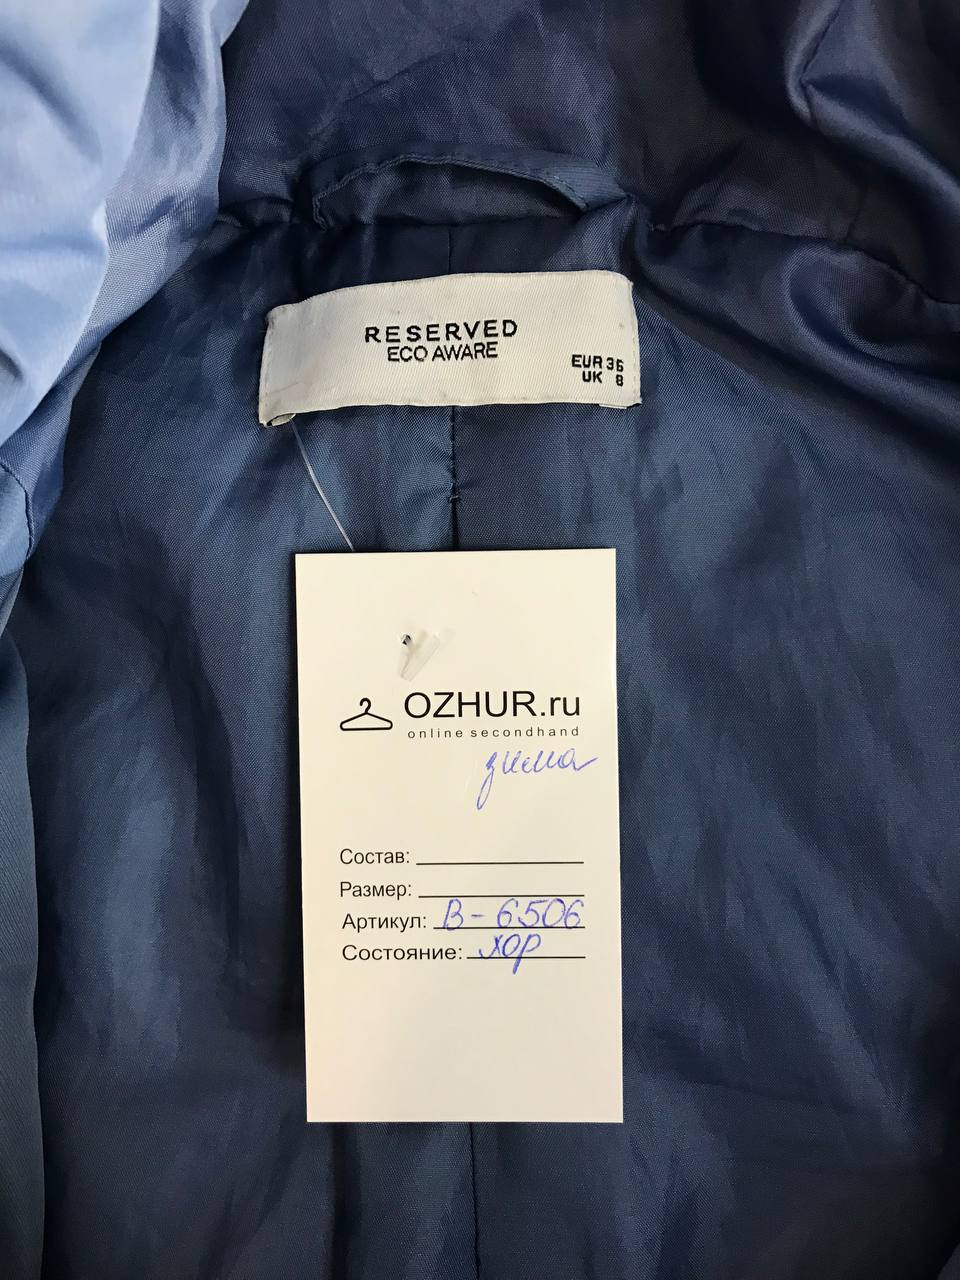 RESERVED
ECO AWARE
EUR 36
UK 8
OZHUR.ru
online secondhand
зима
Состав:
Размер:
Артикул: В-6506
Состояние: хор